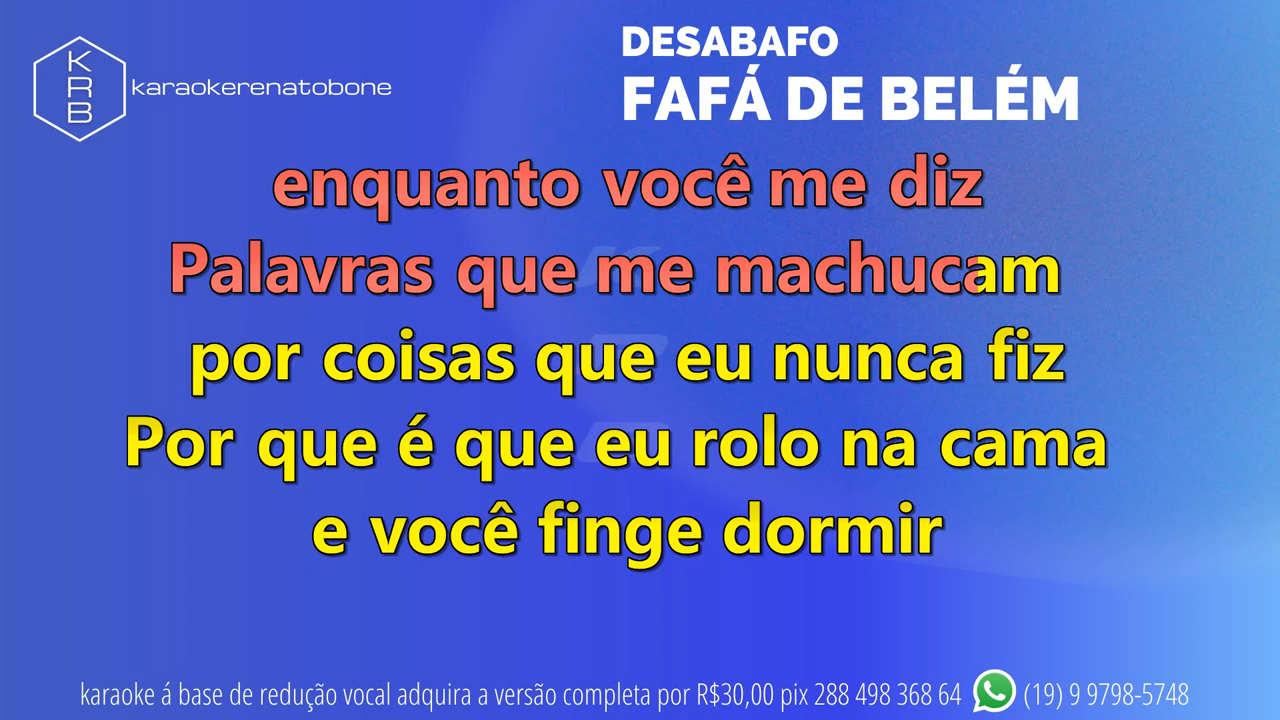 K
R
B
karaokerenatobone
DESABAFO
FAFÁ DE BELÉM
enquanto você me diz
Palavras que me machucam
por coisas que eu nunca fiz
Por que é que eu rolo na cama
e você finge dormir
karaoke á base de redução vocal adquira a versão completa por R$30,00 pix 288 498 368 64 (19) 9 9798-5748